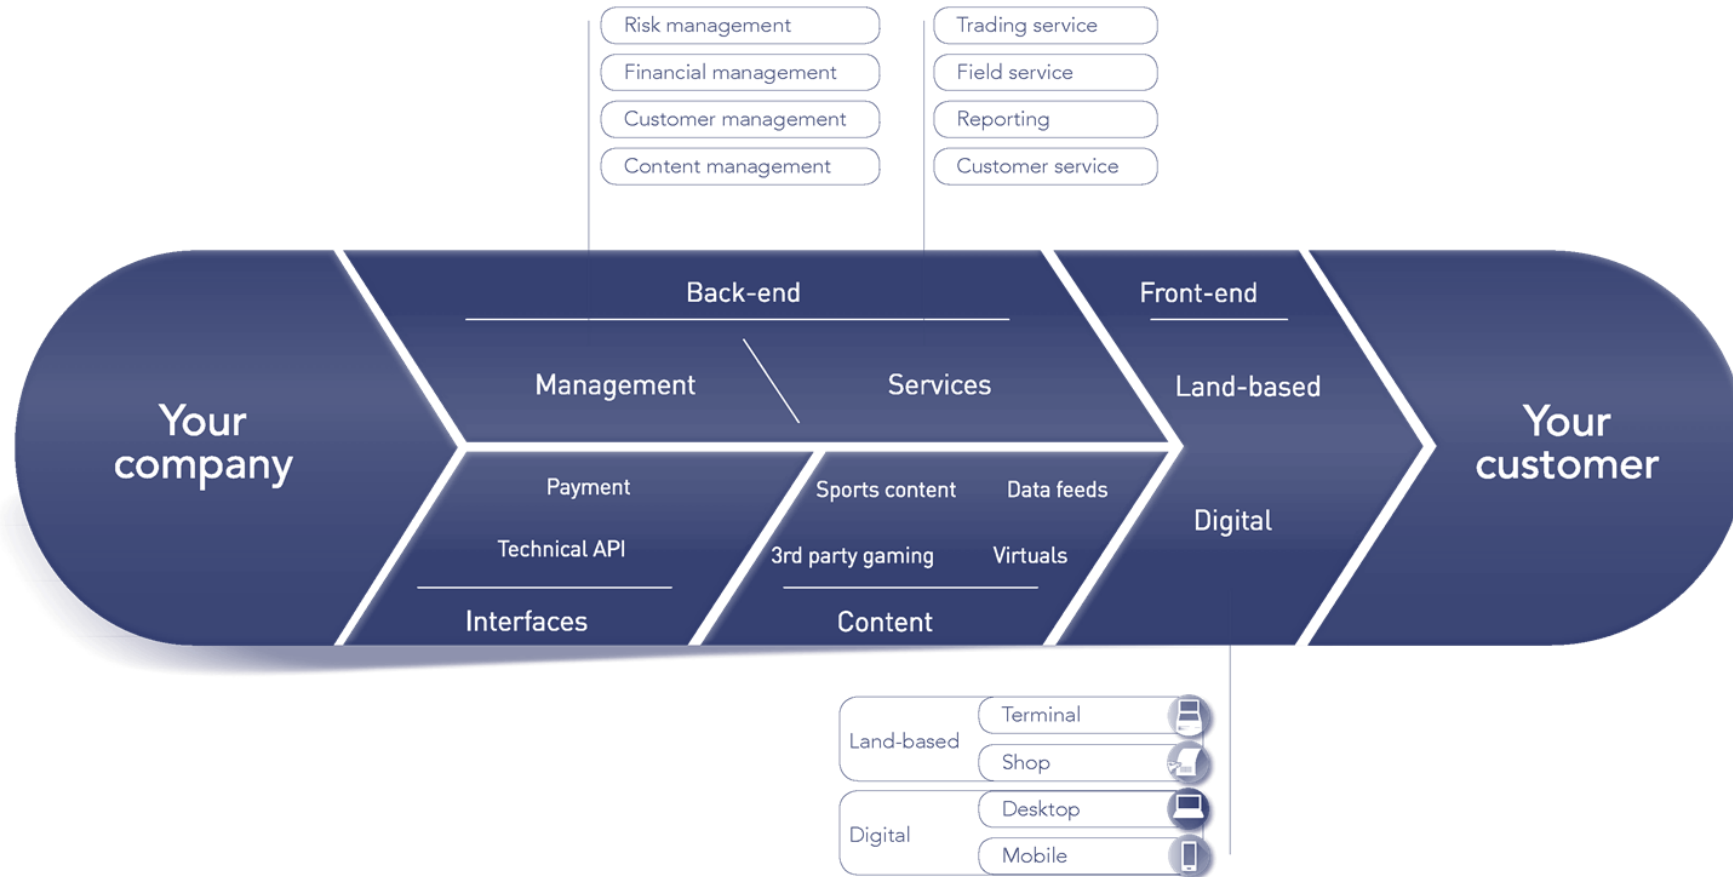 Risk management
Financial management
Customer management
Content management
Trading service
Field service
Reporting
Customer service
Your
company
Back-end
Management
Services
Payment
Technical API
Interfaces
Sports content
Data feeds
3rd party gaming
Virtuals
Content
Front-end
Land-based
Digital
Your
customer
Land-based
Terminal
Shop
Digital
Desktop
Mobile